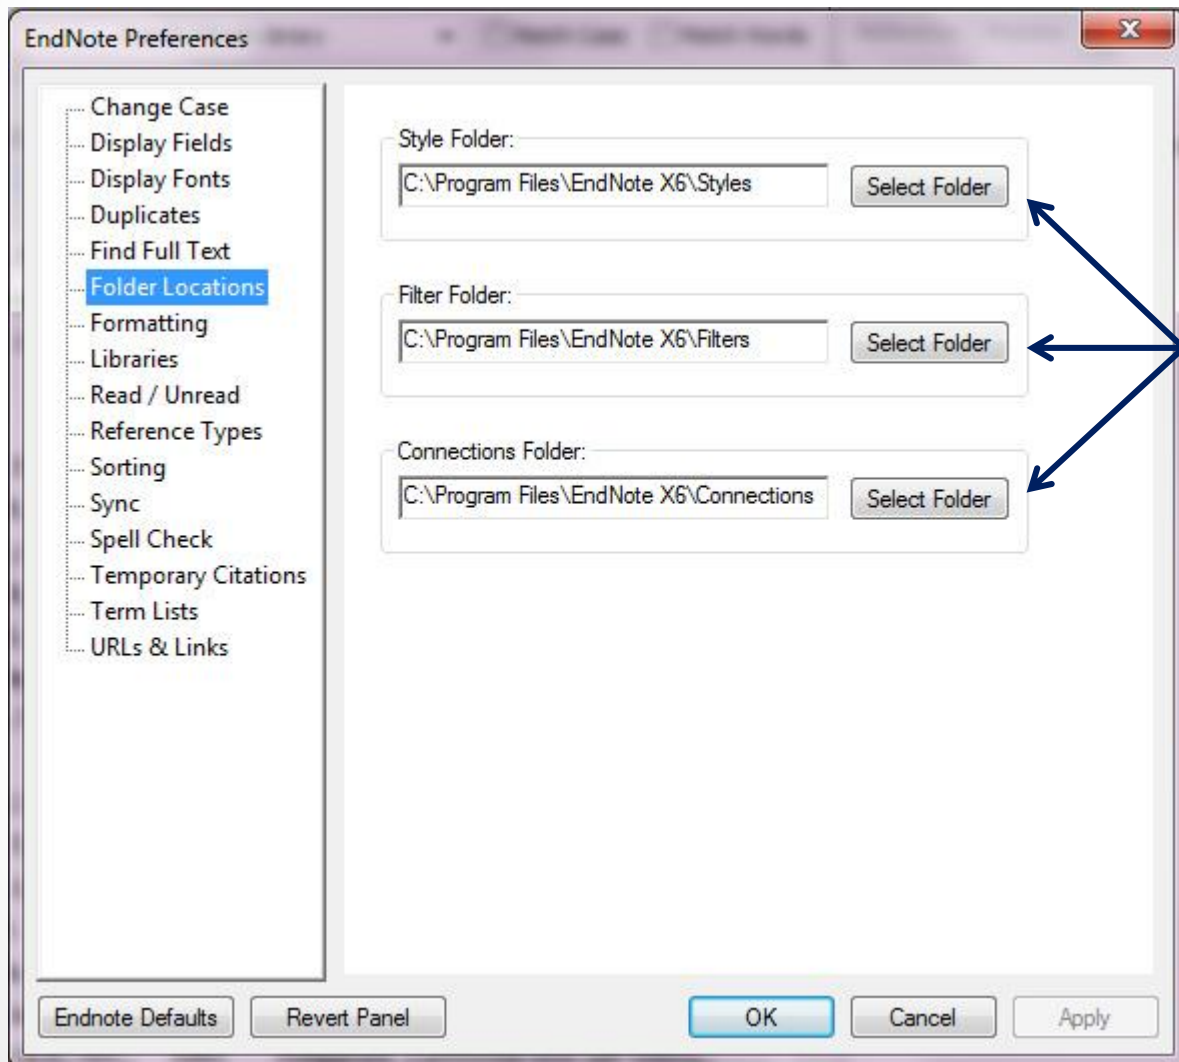 EndNote Preferences
Change Case
Display Fields
Display Fonts
Duplicates
Find Full Text
Folder Locations
Formatting
Libraries
Read / Unread
Reference Types
Sorting
Sync
Spell Check
Temporary Citations
Term Lists
URLs & Links
Style Folder:
C:\Program Files\EndNote X6\Styles
Select Folder
Filter Folder:
C:\Program Files\EndNote X6\Filters
Select Folder
Connections Folder:
C:\Program Files\EndNote X6\Connections
Select Folder
Endnote Defaults
Revert Panel
OK
Cancel
Apply